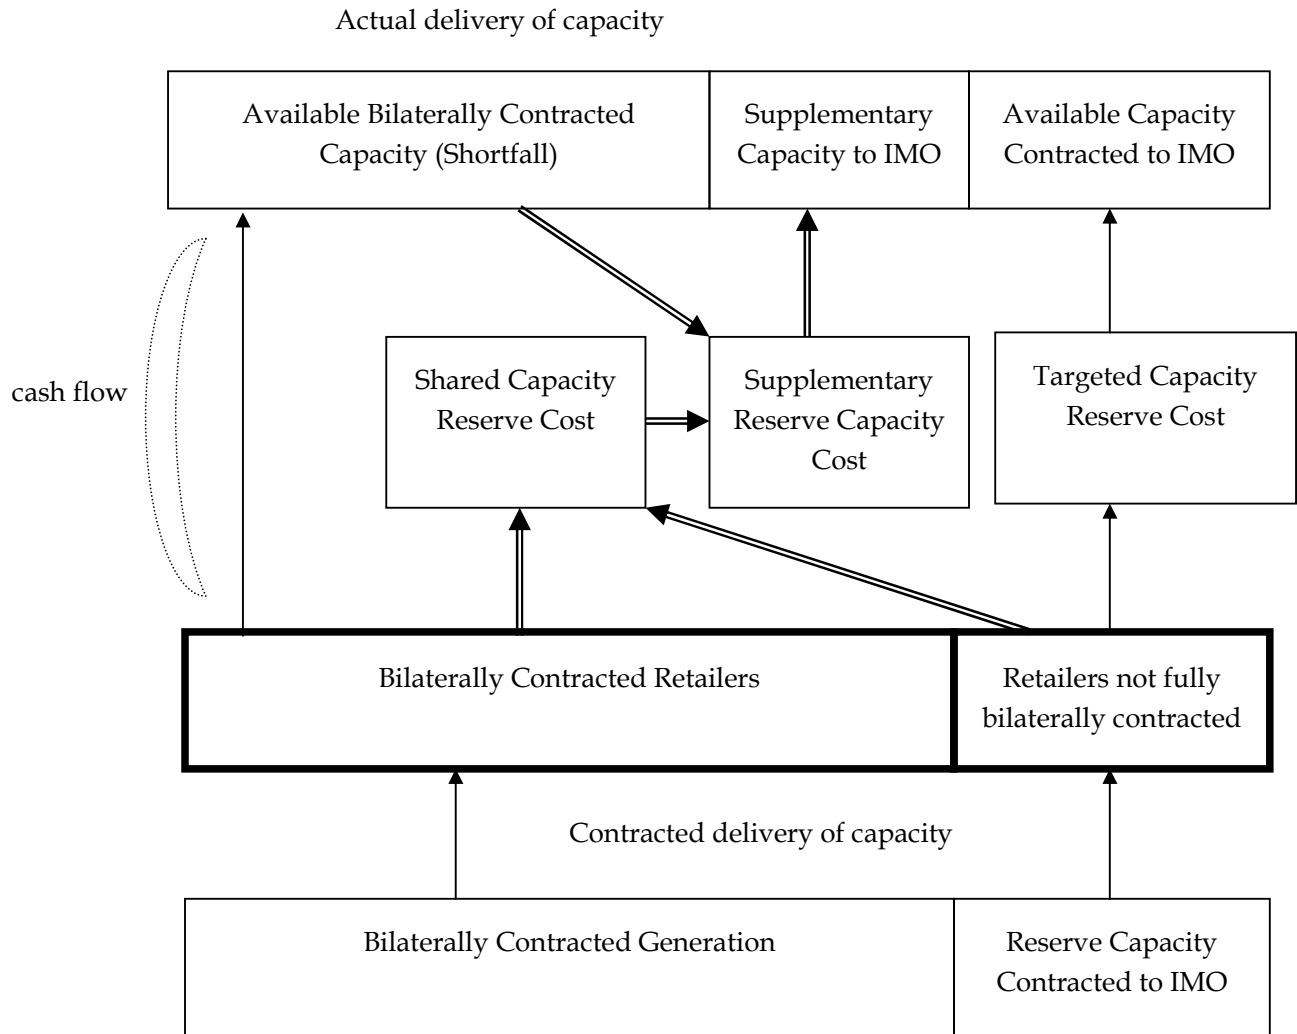 Actual delivery of capacity
Available Bilaterally Contracted
Capacity (Shortfall)
Supplementary
Capacity to IMO
Available Capacity
Contracted to IMO
cash flow
Shared Capacity
Reserve Cost
Supplementary
Reserve Capacity
Cost
Targeted Capacity
Reserve Cost
Bilaterally Contracted Retailers
Retailers not fully
bilaterally contracted
Contracted delivery of capacity
Bilaterally Contracted Generation
Reserve Capacity
Contracted to IMO